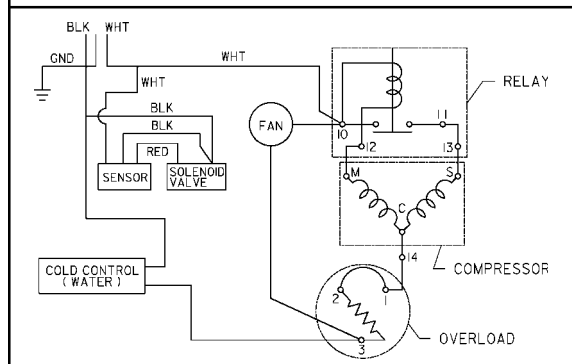 BLK WHT
GND
WHT
WHT
BLK
BLK
RED
SENSOR
SOLENOID
VALVE
FAN
10
11
12
13
RELAY
M
S
C
14
COMPRESSOR
COLD CONTROL
(WATER)
2
1
3
OVERLOAD